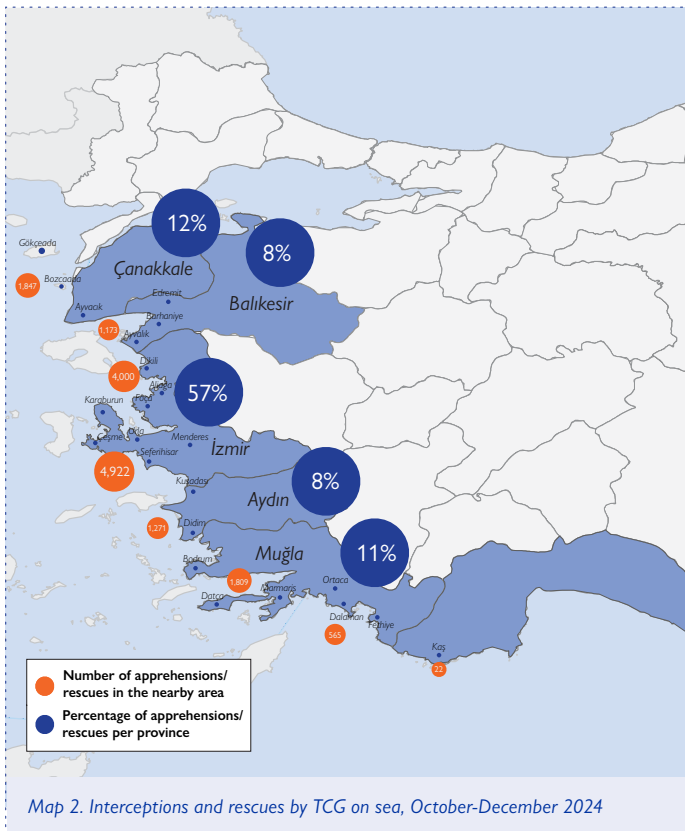 12%
8%
Gökçeada
Çanakkale
1,847
Bozcaada
Edremit
Balıkesir
Ayvacık
Burhaniye
1,173
Ayvalık
Dikili
4,000
Aliağa
57%
Karaburun
Foça
Urla
Çeşme
Menderes
İzmir
Seferihisar
4,922
8%
Kuşadası
Aydın
1,271
Didim
Muğla
11%
Bodrum
1,809
Ortaca
Datça
Marmaris
Dalaman
Fethiye
565
Kaş
22
Number of apprehensions/
rescues in the nearby area
Percentage of apprehensions/
rescues per province
Map 2. Interceptions and rescues by TCG on sea, October-December 2024